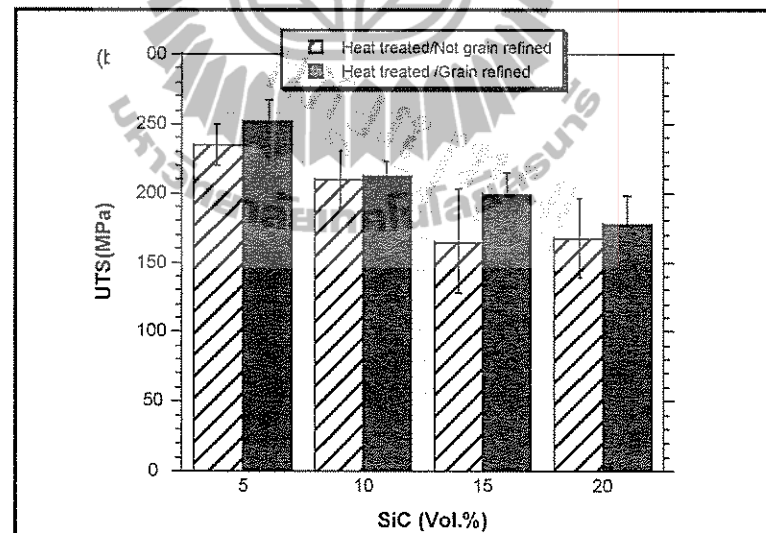 (b
00
Heat treated/Not grain refined
Heat treated /Grain refined
250
200
150
100
50
0
UTS(MPa)
5 10 15 20
SiC (Vol.%)